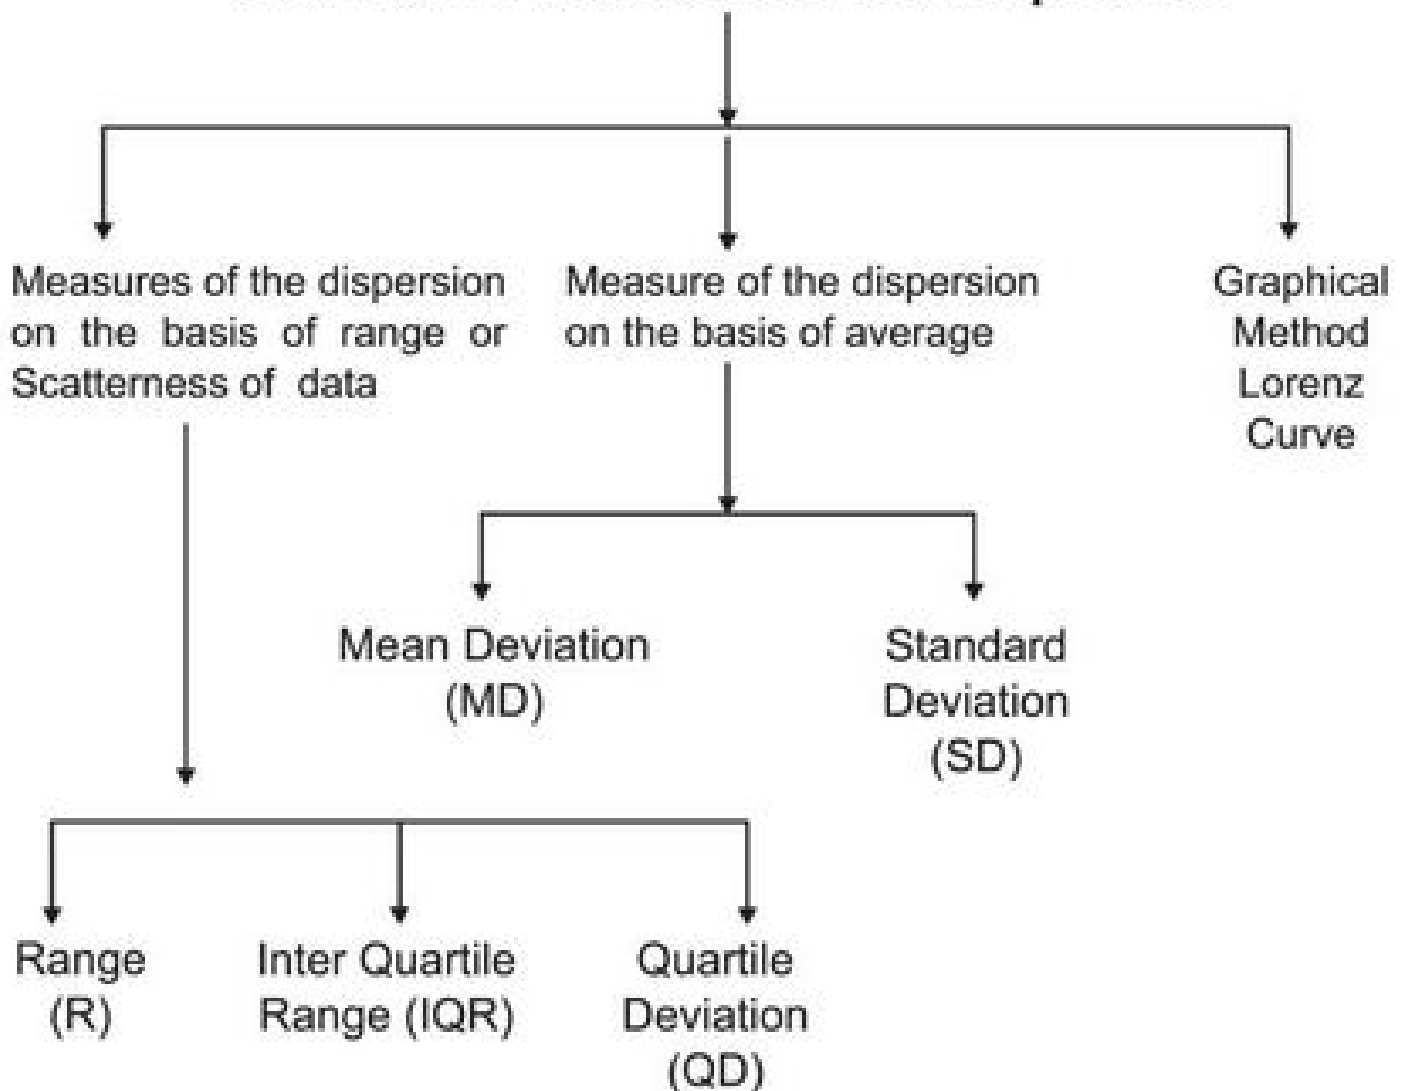 Measures of the dispersion
on the basis of range or
Scatterness of data
Measure of the dispersion
on the basis of average
Graphical
Method
Lorenz
Curve
Mean Deviation
(MD)
Standard
Deviation
(SD)
Range
(R)
Inter Quartile
Range (IQR)
Quartile
Deviation
(QD)